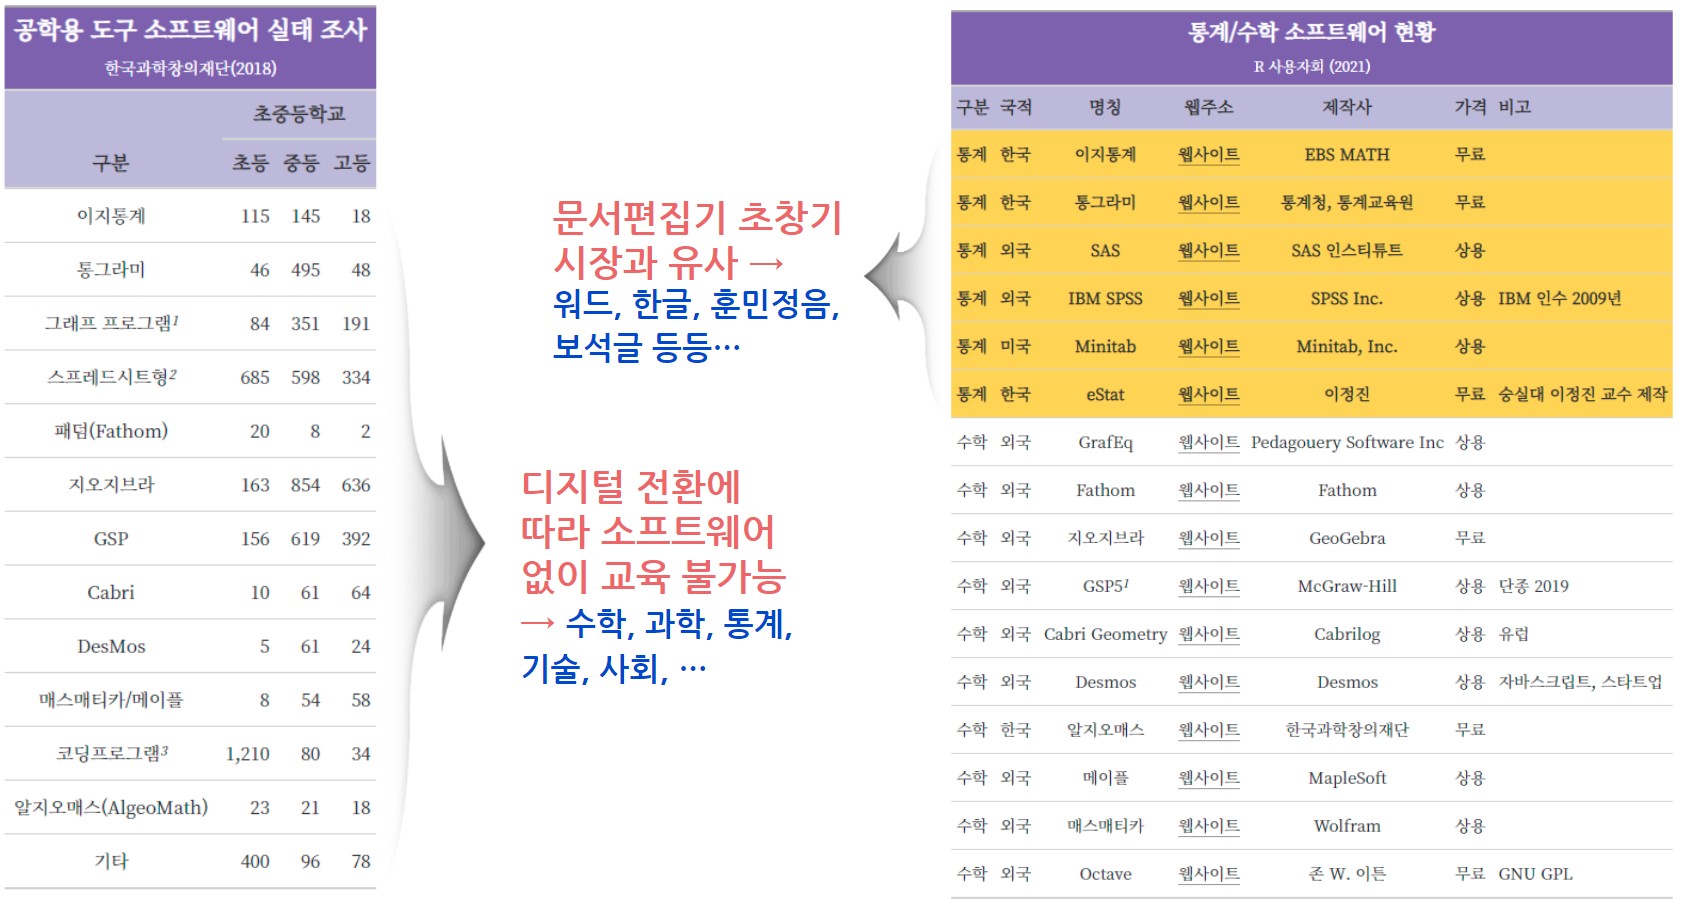 공학용 도구 소프트웨어 실태 조사
한국과학창의재단(2018)
초중등학교
구분 초등 중등 고등
이지통계 115 145 18
통그라미 46 495 48
그래프 프로그램1 84 351 191
스프레드시트형2 685 598 334
패덤(Fathom) 20 8 2
지오지브라 163 854 636
GSP 156 619 392
Cabri 10 61 64
DesMos 5 61 24
매스매티카/메이플 8 54 58
코딩프로그램3 1,210 80 34
알지오매스(AlgeoMath) 23 21 18
기타 400 96 78
문서편집기 초창기
시장과 유사 →
워드, 한글, 훈민정음,
보석글 등등…
디지털 전환에
따라 소프트웨어
없이 교육 불가능
→ 수학, 과학, 통계,
기술, 사회, …
통계/수학 소프트웨어 현황
R 사용자회 (2021)
구분 국적 명칭 웹주소 제작사 가격 비고
통계 한국 이지통계 웹사이트 EBS MATH 무료
통계 한국 통그라미 웹사이트 통계청, 통계교육원 무료
통계 외국 SAS 웹사이트 SAS 인스티튜트 상용
통계 외국 IBM SPSS 웹사이트 SPSS Inc. 상용 IBM 인수 2009년
통계 미국 Minitab 웹사이트 Minitab, Inc. 상용
통계 한국 eStat 웹사이트 이정진 무료 숭실대 이정진 교수 제작
수학 외국 GrafEq 웹사이트 Pedagouery Software Inc 상용
수학 외국 Fathom 웹사이트 Fathom 상용
수학 외국 지오지브라 웹사이트 GeoGebra 무료
수학 외국 GSP51 웹사이트 McGraw-Hill 상용 단종 2019
수학 외국 Cabri Geometry 웹사이트 Cabrilog 상용 유럽
수학 외국 Desmos 웹사이트 Desmos 상용 자바스크립트, 스타트업
수학 한국 알지오매스 웹사이트 한국과학창의재단 무료
수학 외국 메이플 웹사이트 MapleSoft 상용
수학 외국 매스매티카 웹사이트 Wolfram 상용
수학 외국 Octave 웹사이트 존 W. 이튼 무료 GNU GPL